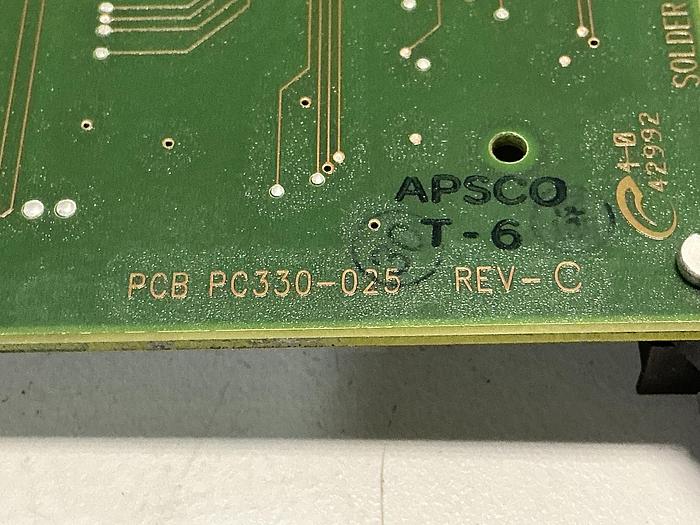 SOLDER
42992
APSCO
T-6
PCB PC330-025 REV-C